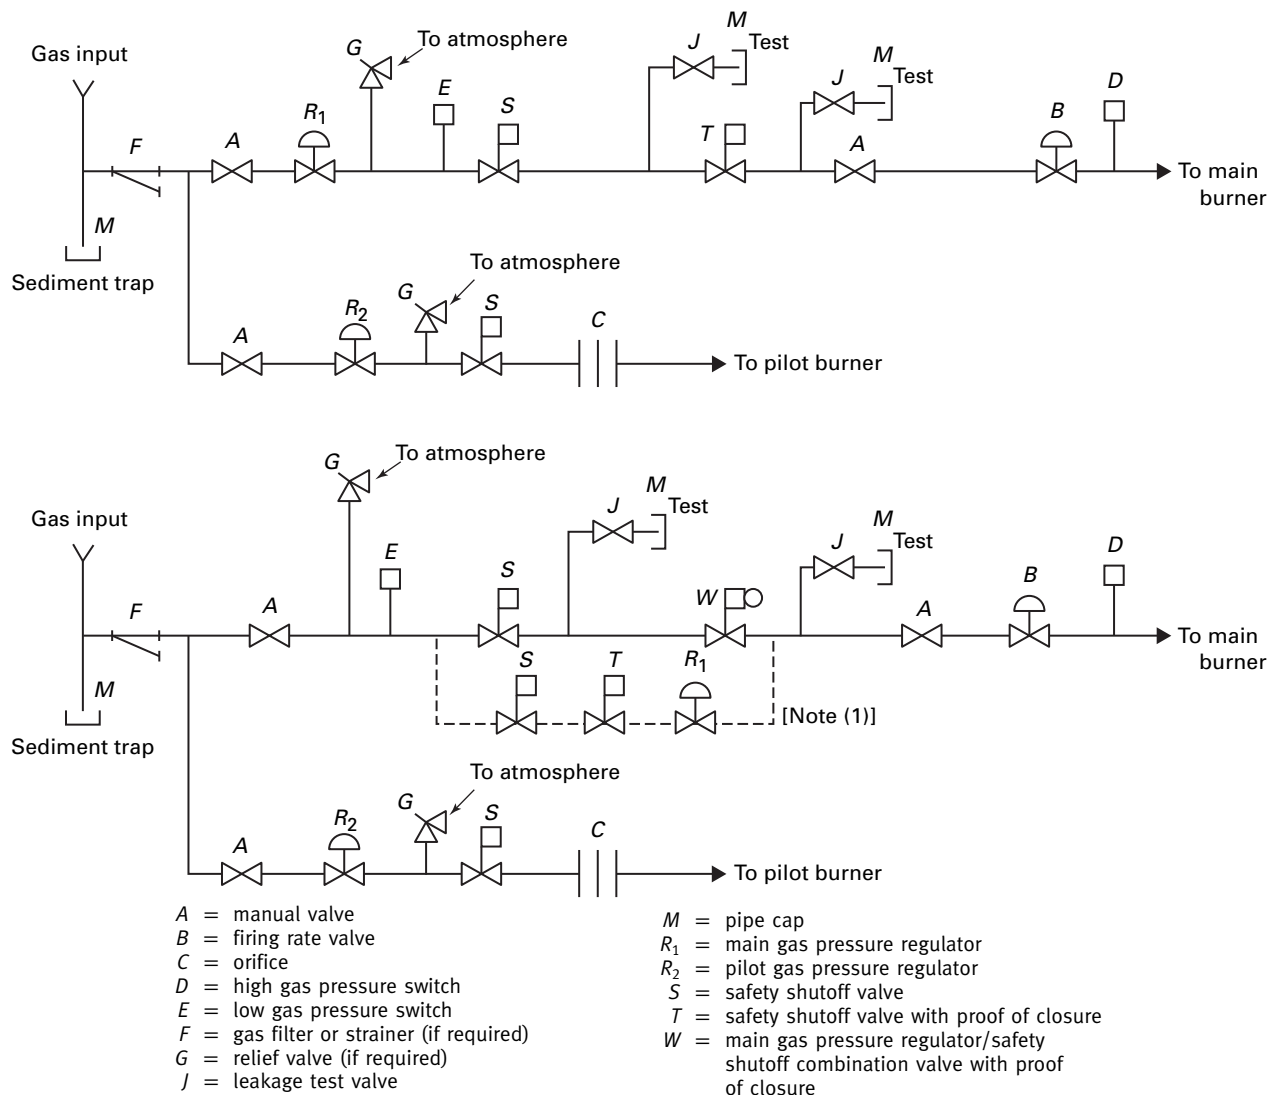 M
G
To atmosphere
J
Test
M
Gas input
J
Test
E
S
D
R1
B
F
A
T
A
To main
burner
M
Sediment trap
To atmosphere
G
S
R2
C
A
To pilot burner
G
To atmosphere
M
J
Test
Gas input
M
J
Test
E
S
D
W
B
F
A
A
To main
burner
S
T
R1
M
[Note (1)]
Sediment trap
To atmosphere
G
S
R2
C
A
To pilot burner
A = manual valve
B = firing rate valve
C = orifice
D = high gas pressure switch
E = low gas pressure switch
F = gas filter or strainer (if required)
G = relief valve (if required)
J = leakage test valve
M = pipe cap
R1 = main gas pressure regulator
R2 = pilot gas pressure regulator
S = safety shutoff valve
T = safety shutoff valve with proof of closure
W = main gas pressure regulator/safety
shutoff combination valve with proof
of closure